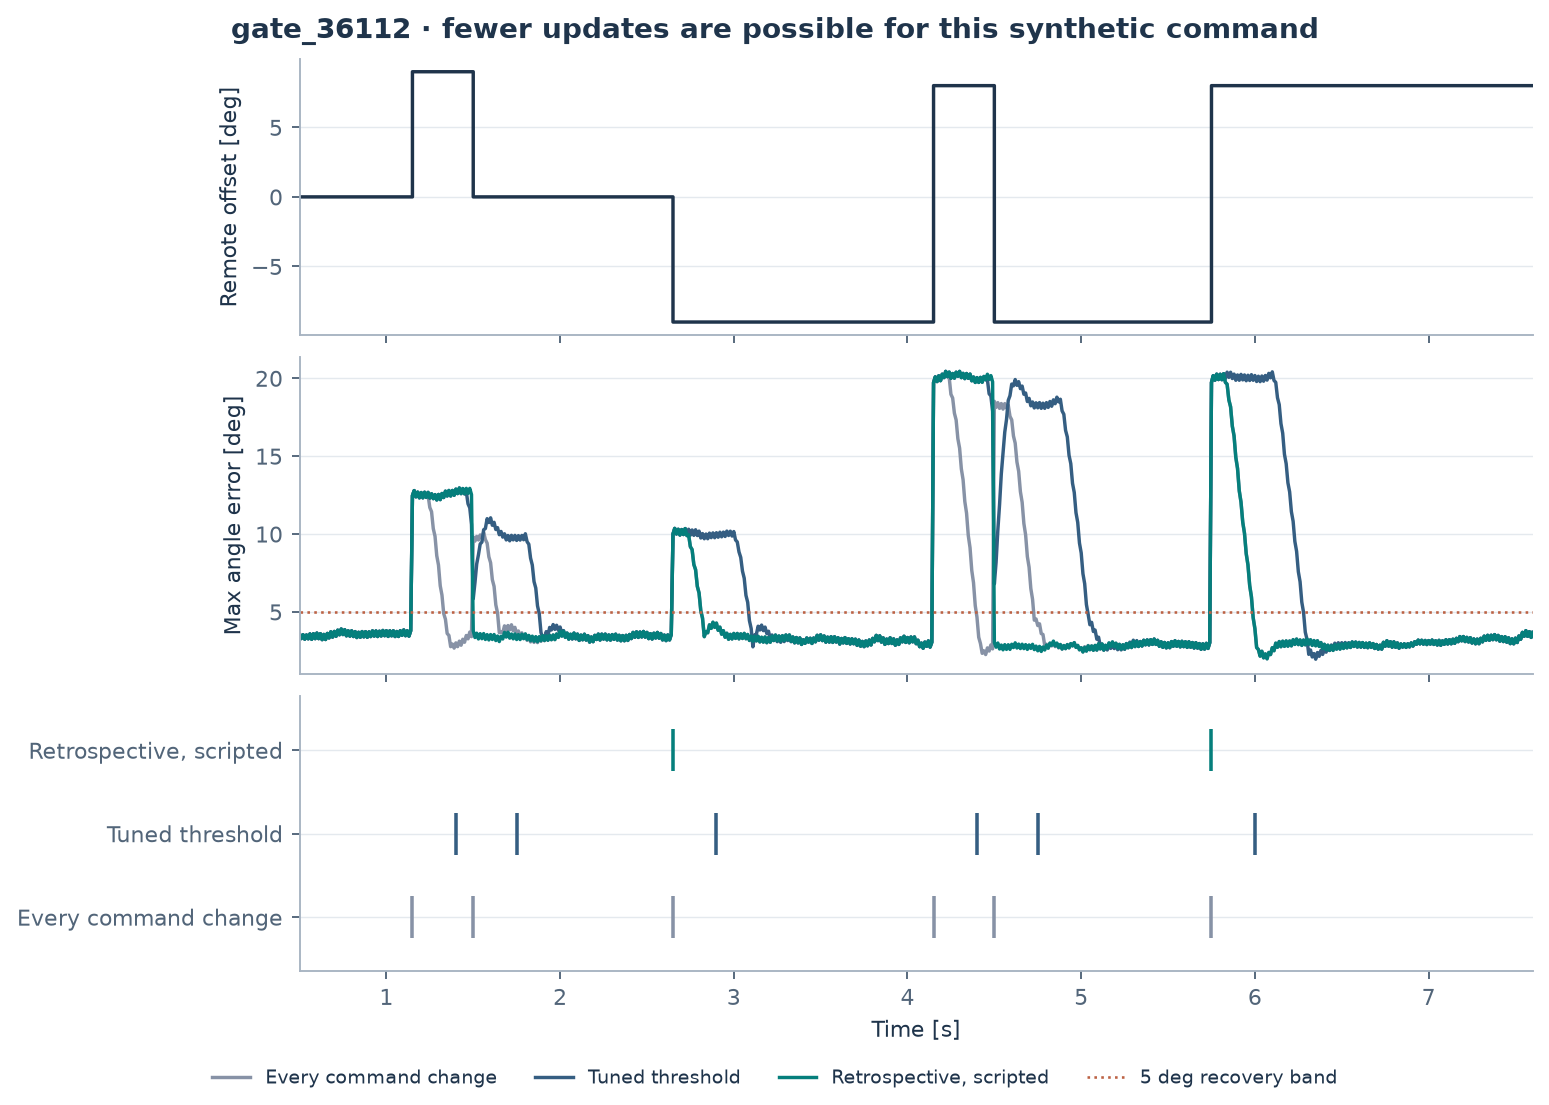 gate_36112 · fewer updates are possible for this synthetic command
Remote offset [deg]
5
0
−5
Max angle error [deg]
20
15
10
5
Retrospective, scripted
Tuned threshold
Every command change
1 2 3 4 5 6 7
Time [s]
Every command change Tuned threshold Retrospective, scripted 5 deg recovery band